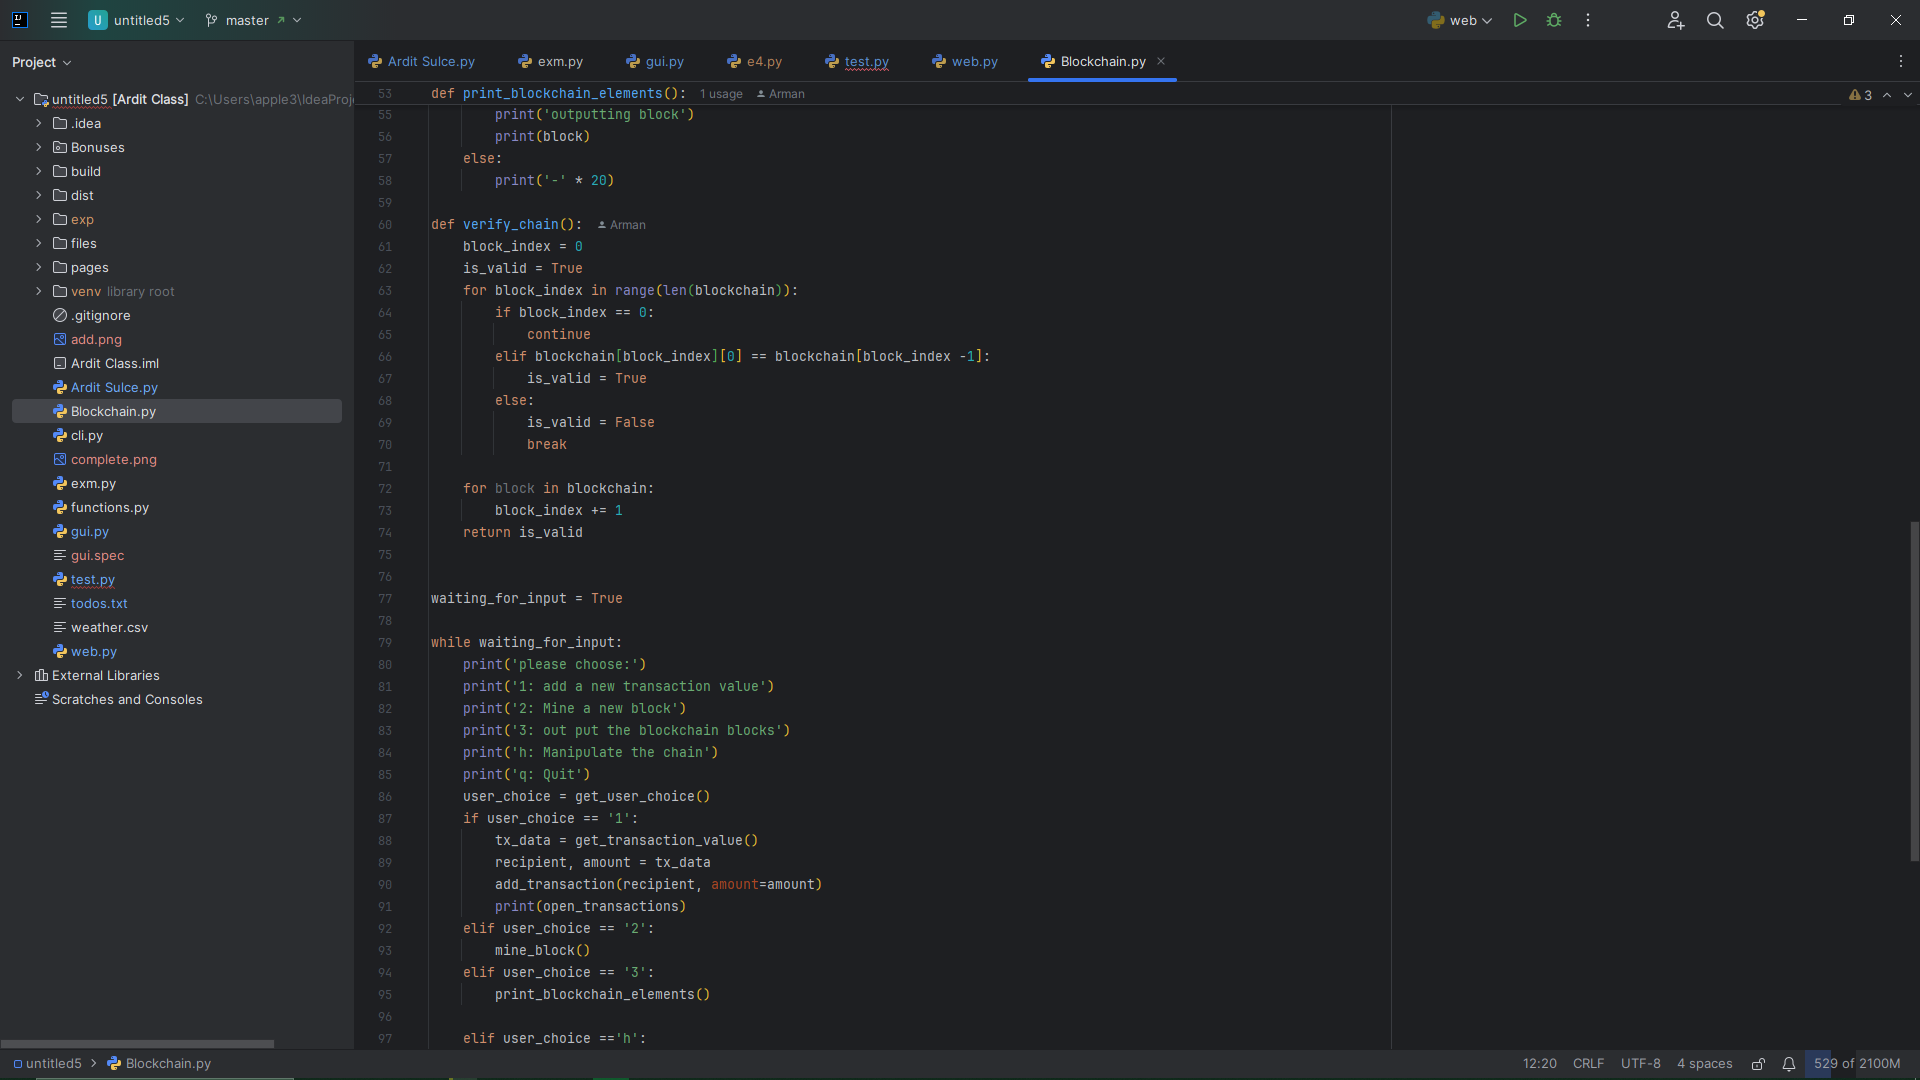 untitled5
master
web
Project
Ardit Sulce.py exm.py gui.py e4.py test.py web.py Blockchain.py
untitled5 [Ardit Class] C:\Users\apple3\IdeaProj
.idea
Bonuses
build
dist
exp
files
pages
venv library root
.gitignore
add.png
Ardit Class.iml
Ardit Sulce.py
Blockchain.py
cli.py
complete.png
exm.py
functions.py
gui.py
gui.spec
test.py
todos.txt
weather.csv
web.py
External Libraries
Scratches and Consoles
53 def print_blockchain_elements(): 1 usage Arman
3
55 print('outputting block')
56 print(block)
57 else:
58 print('-' * 20)
59
60 def verify_chain(): Arman
61 block_index = 0
62 is_valid = True
63 for block_index in range(len(blockchain)):
64 if block_index == 0:
65 continue
66 elif blockchain[block_index][0] == blockchain[block_index -1]:
67 is_valid = True
68 else:
69 is_valid = False
70 break
71
72 for block in blockchain:
73 block_index += 1
74 return is_valid
75
76
77 waiting_for_input = True
78
79 while waiting_for_input:
80 print('please choose:')
81 print('1: add a new transaction value')
82 print('2: Mine a new block')
83 print('3: out put the blockchain blocks')
84 print('h: Manipulate the chain')
85 print('q: Quit')
86 user_choice = get_user_choice()
87 if user_choice == '1':
88 tx_data = get_transaction_value()
89 recipient, amount = tx_data
90 add_transaction(recipient, amount=amount)
91 print(open_transactions)
92 elif user_choice == '2':
93 mine_block()
94 elif user_choice == '3':
95 print_blockchain_elements()
96
97 elif user_choice =='h':
untitled5 > Blockchain.py
12:20 CRLF UTF-8 4 spaces 529 of 2100M